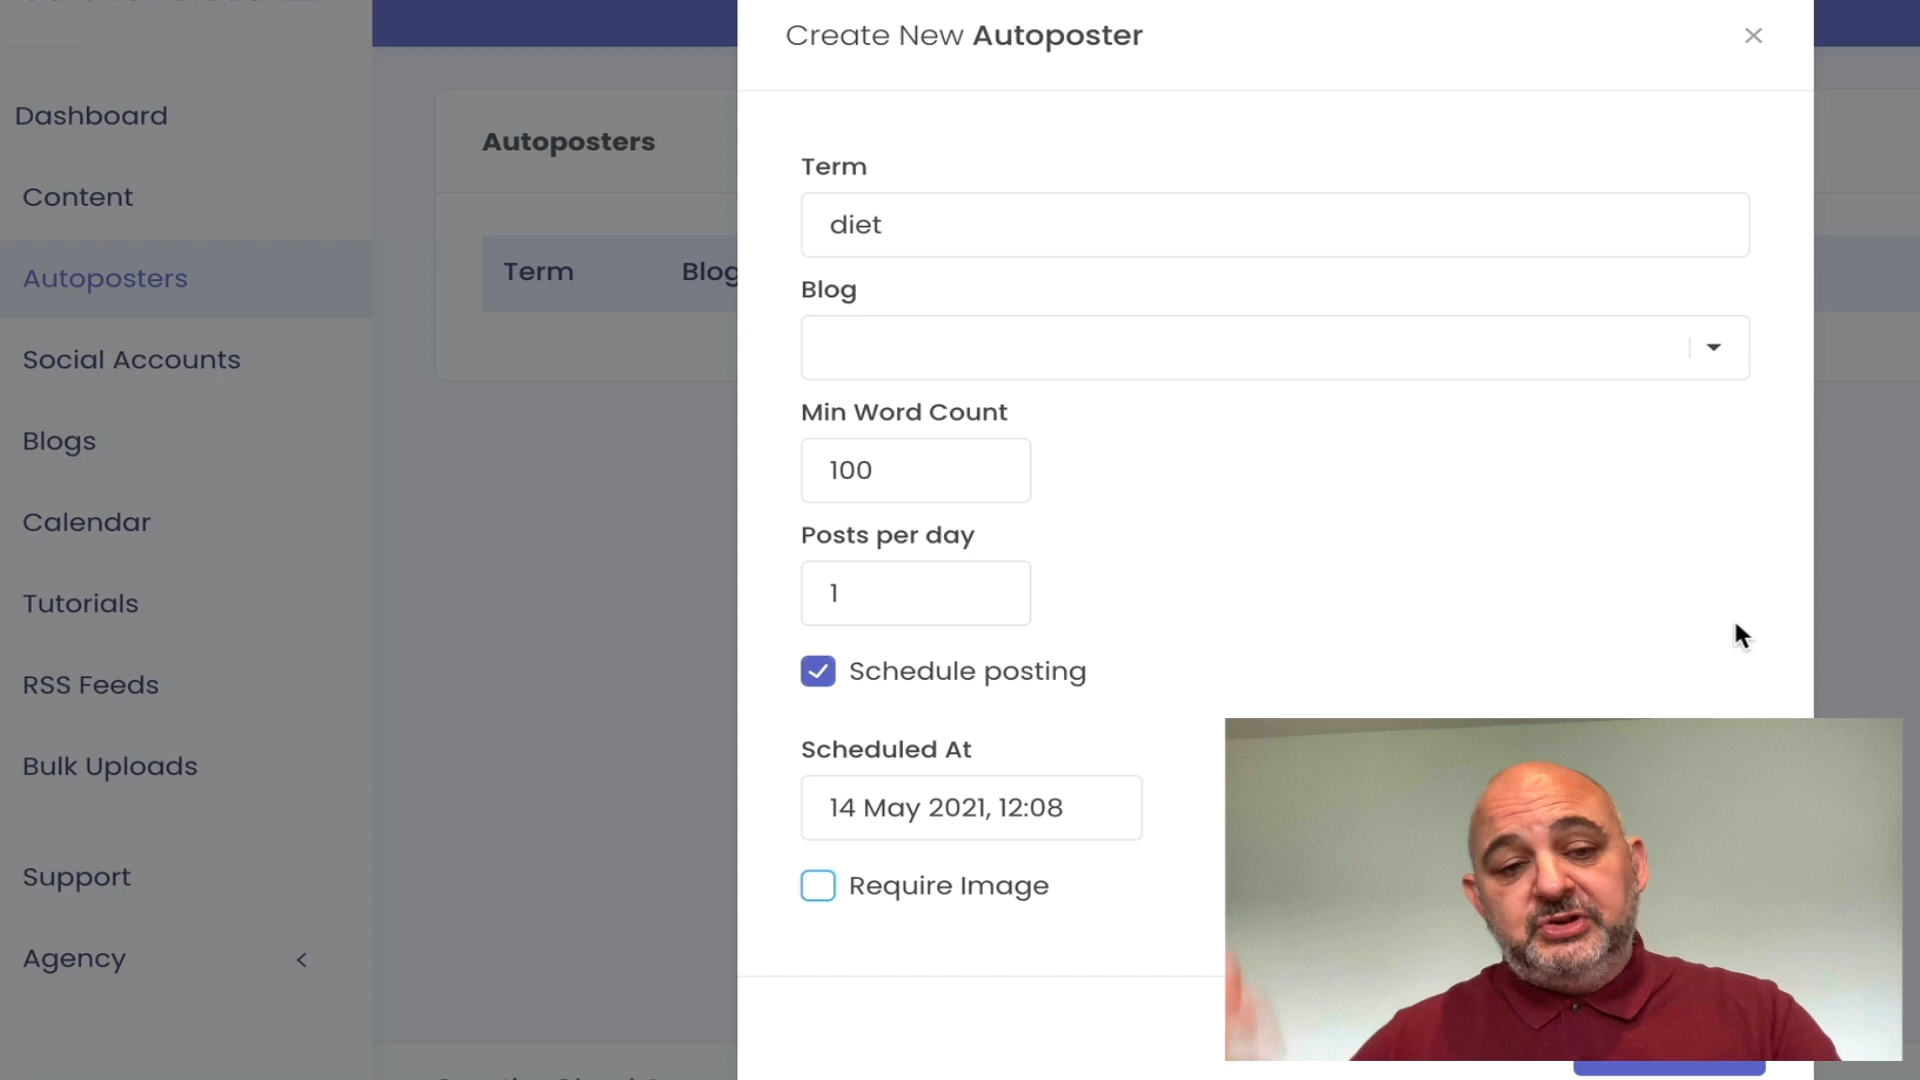 Create New Autoposter
Dashboard
Content
Autoposters
Social Accounts
Blogs
Calendar
Tutorials
RSS Feeds
Bulk Uploads
Support
Agency
Autoposters
Term
Blog
Term
diet
Blog
Min Word Count
100
Posts per day
1
Schedule posting
Scheduled At
14 May 2021, 12:08
Require Image